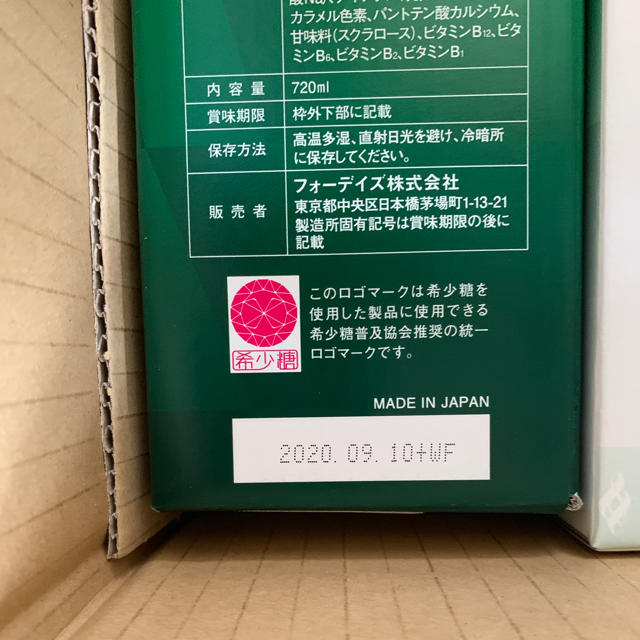 カラメル色素、パントテン酸カルシウム、
甘味料(スクラロース)、ビタミンB12、ビタ
ミンB6、ビタミンB2、ビタミンB1
内容量 720ml
賞味期限 枠外下部に記載
保存方法 高温多湿、直射日光を避け、冷暗所
に保存してください。
販売者 フォーデイズ株式会社
東京都中央区日本橋茅場町1-13-21
製造所固有記号は賞味期限の後に
記載
このロゴマークは希少糖を
使用した製品に使用できる
希少糖普及協会推奨の統一
ロゴマークです。
希少糖
MADE IN JAPAN
2020.09.10+WF